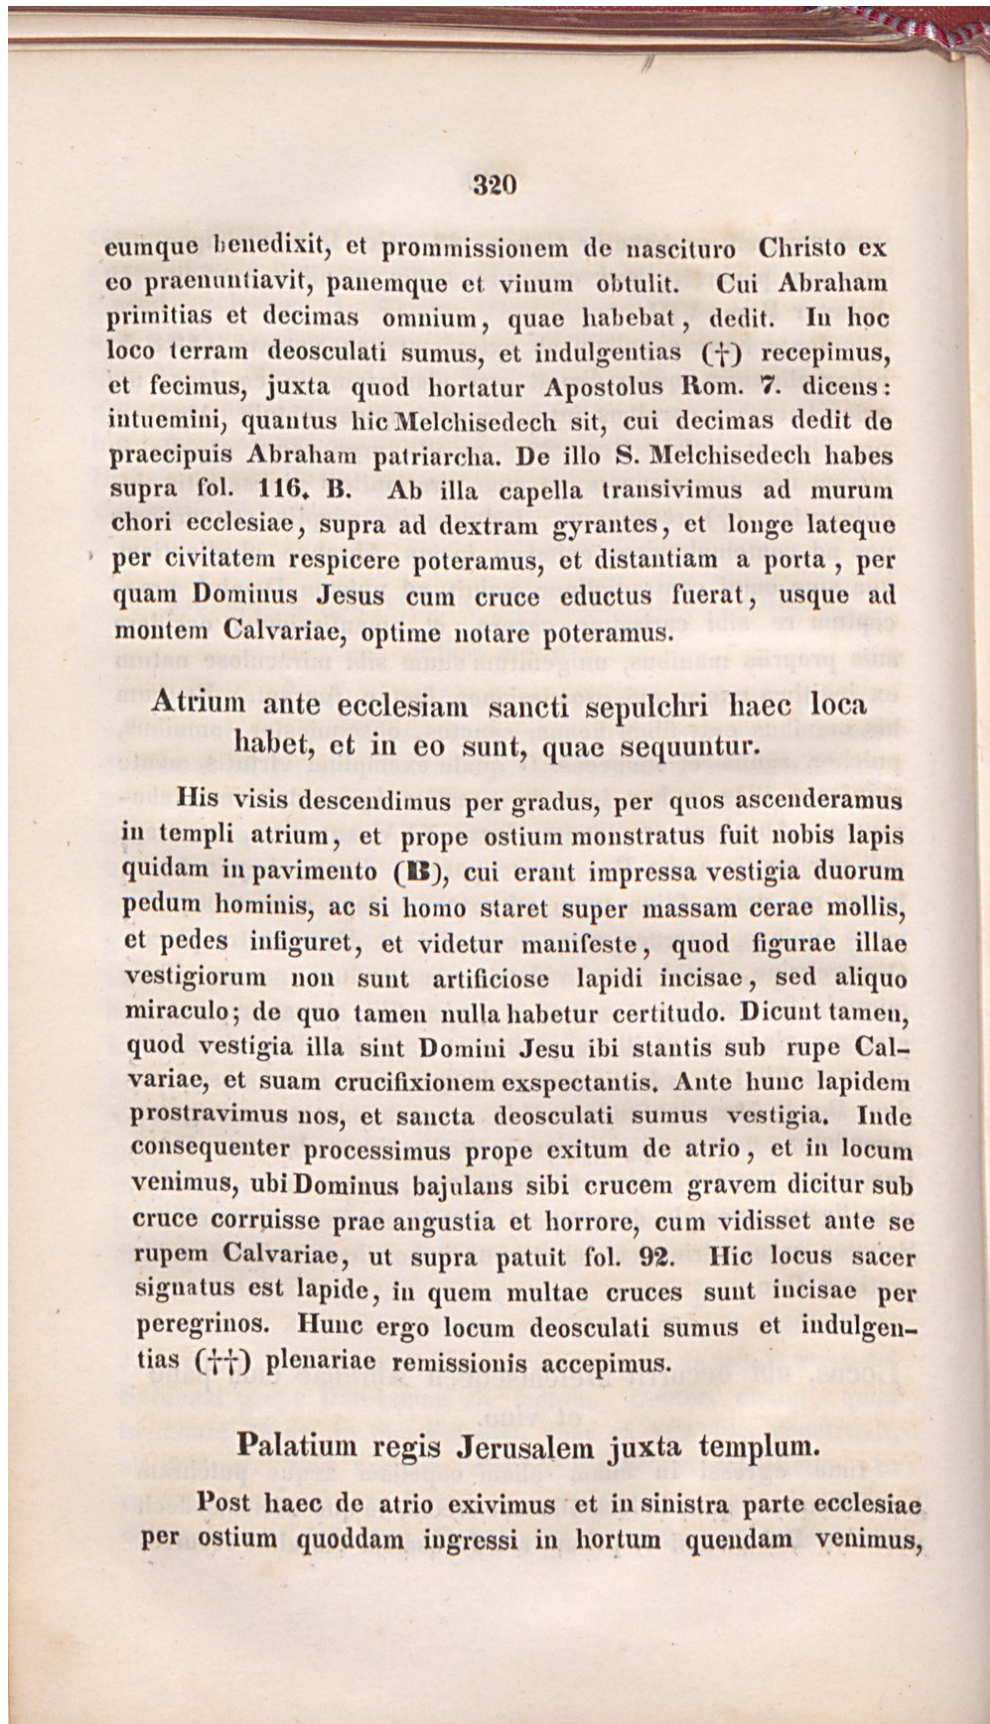 320
eumque benedixit, et prommissionem de nascituro Christo ex
eo praenuntiavit, panemque et vinum obtulit. Cui Abraham
primitias et decimas omnium, quae habebat, dedit. In hoc
loco terram deosculati sumus, et indulgentias (†) recepimus,
et fecimus, juxta quod hortatur Apostolus Rom. 7. dicens:
intuemini, quantus hic Melchisedech sit, cui decimas dedit de
praecipuis Abraham patriarcha. De illo S. Melchisedech habes
supra fol. 116. B. Ab illa capella transivimus ad murum
chori ecclesiae, supra ad dextram gyrantes, et longe lateque
per civitatem respicere poteramus, et distantiam a porta, per
quam Dominus Jesus cum cruce eductus fuerat, usque ad
montem Calvariae, optime notare poteramus.
Atrium ante ecclesiam sancti sepulchri haec loca
habet, et in eo sunt, quae sequuntur.
His visis descendimus per gradus, per quos ascenderamus
in templi atrium, et prope ostium monstratus fuit nobis lapis
quidam in pavimento (B), cui erant impressa vestigia duorum
pedum hominis, ac si homo staret super massam cerae mollis,
et pedes infiguret, et videtur manifeste, quod figurae illae
vestigiorum non sunt artificiose lapidi incisae, sed aliquo
miraculo; de quo tamen nulla habetur certitudo. Dicunt tamen,
quod vestigia illa sint Domini Jesu ibi stantis sub rupe Cal-
variae, et suam crucifixionem exspectantis. Ante hunc lapidem
prostravimus nos, et sancta deosculati sumus vestigia. Inde
consequenter processimus prope exitum de atrio, et in locum
venimus, ubi Dominus bajulans sibi crucem gravem dicitur sub
cruce corruisse prae angustia et horrore, cum vidisset ante se
rupem Calvariae, ut supra patuit fol. 92. Hic locus sacer
signatus est lapide, in quem multae cruces sunt incisae per
peregrinos. Hunc ergo locum deosculati sumus et indulgen-
tias (††) plenariae remissionis accepimus.
Palatium regis Jerusalem juxta templum.
Post haec de atrio exivimus et in sinistra parte ecclesiae
per ostium quoddam ingressi in hortum quendam venimus,